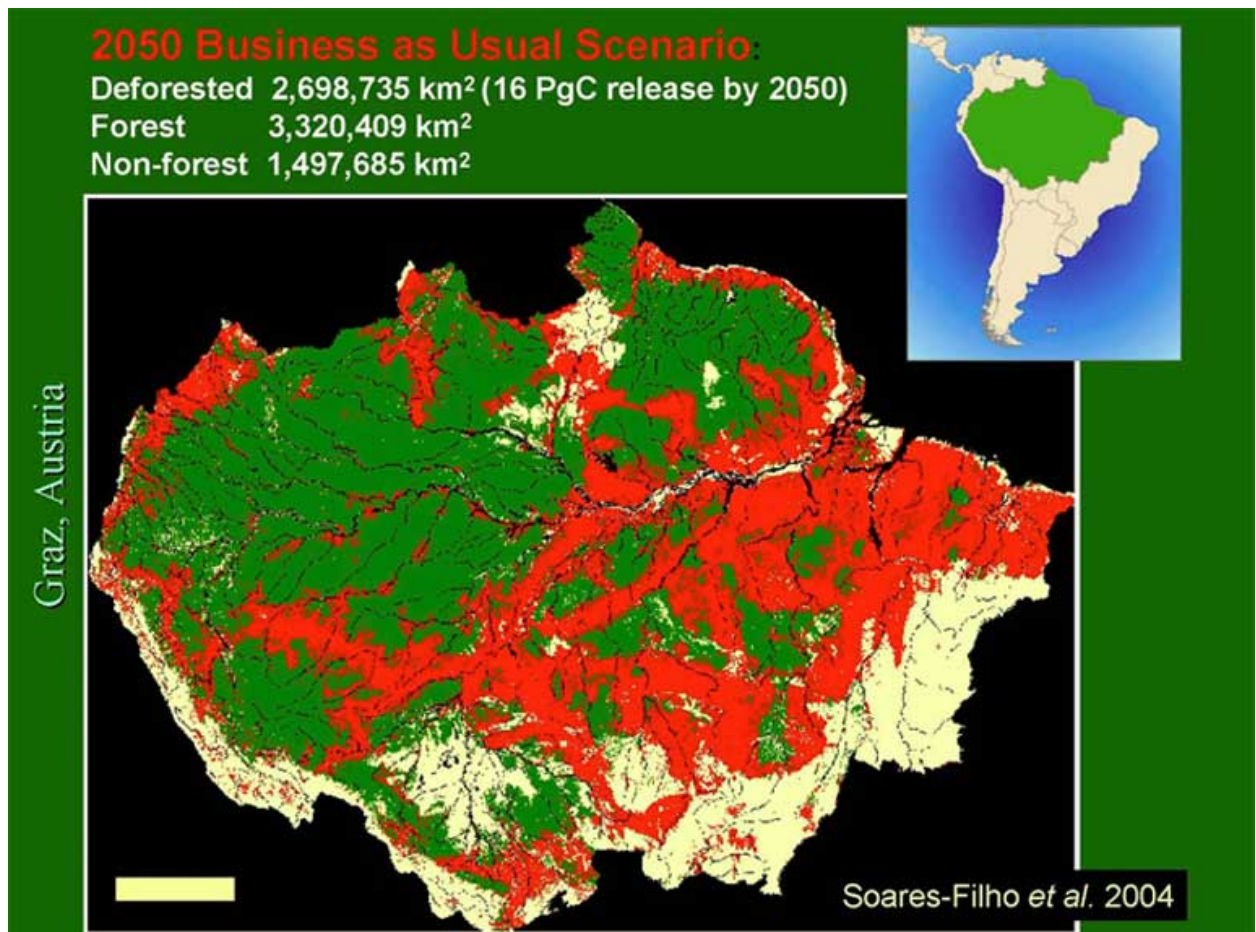 2050 Business as Usual Scenario:
Deforested 2,698,735 km² (16 PgC release by 2050)
Forest 3,320,409 km²
Non-forest 1,497,685 km²
Graz, Austria
Soares-Filho et al. 2004